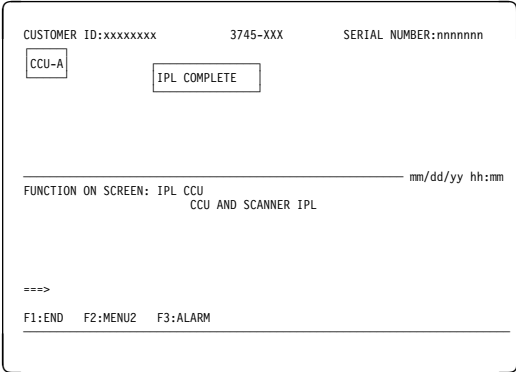 CUSTOMER ID:xxxxxxxx 3745-XXX SERIAL NUMBER:nnnnnnn
CCU-A
IPL COMPLETE
mm/dd/yy hh:mm
FUNCTION ON SCREEN: IPL CCU
CCU AND SCANNER IPL
===>
F1:END F2:MENU2 F3:ALARM